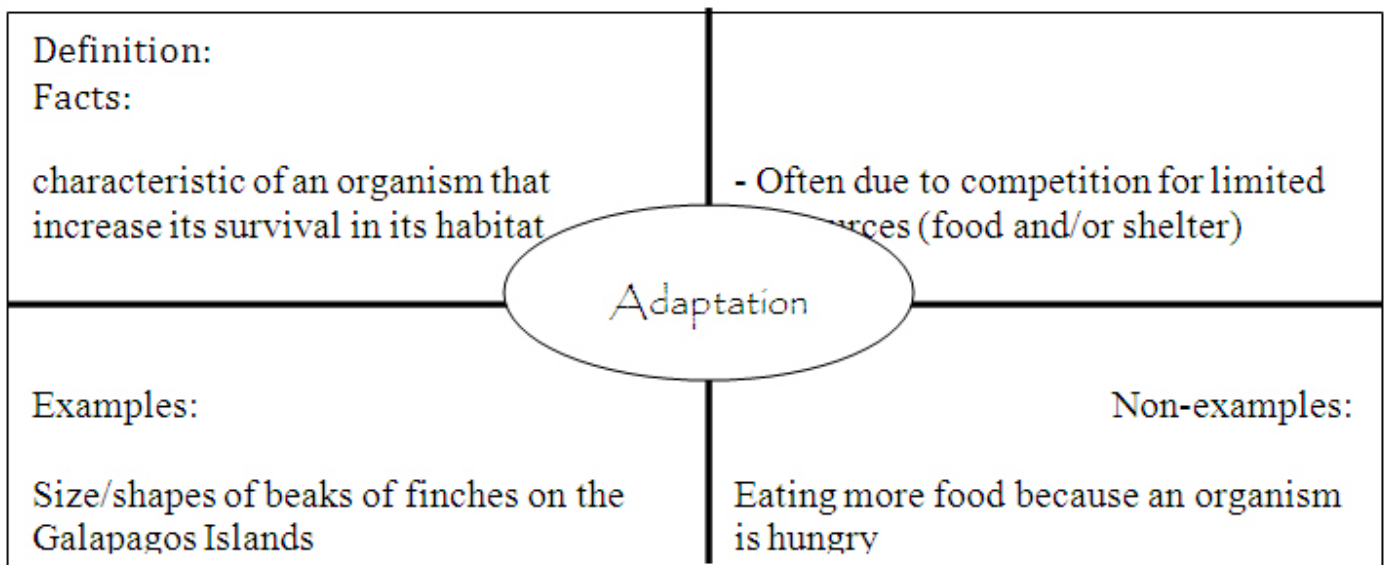 Definition:
Facts:
characteristic of an organism that
increase its survival in its habitat
- Often due to competition for limited
(food and/or shelter)
Adaptation
Examples:
Size/shapes of beaks of finches on the
Galapagos Islands
Non-examples:
Eating more food because an organism
is hungry